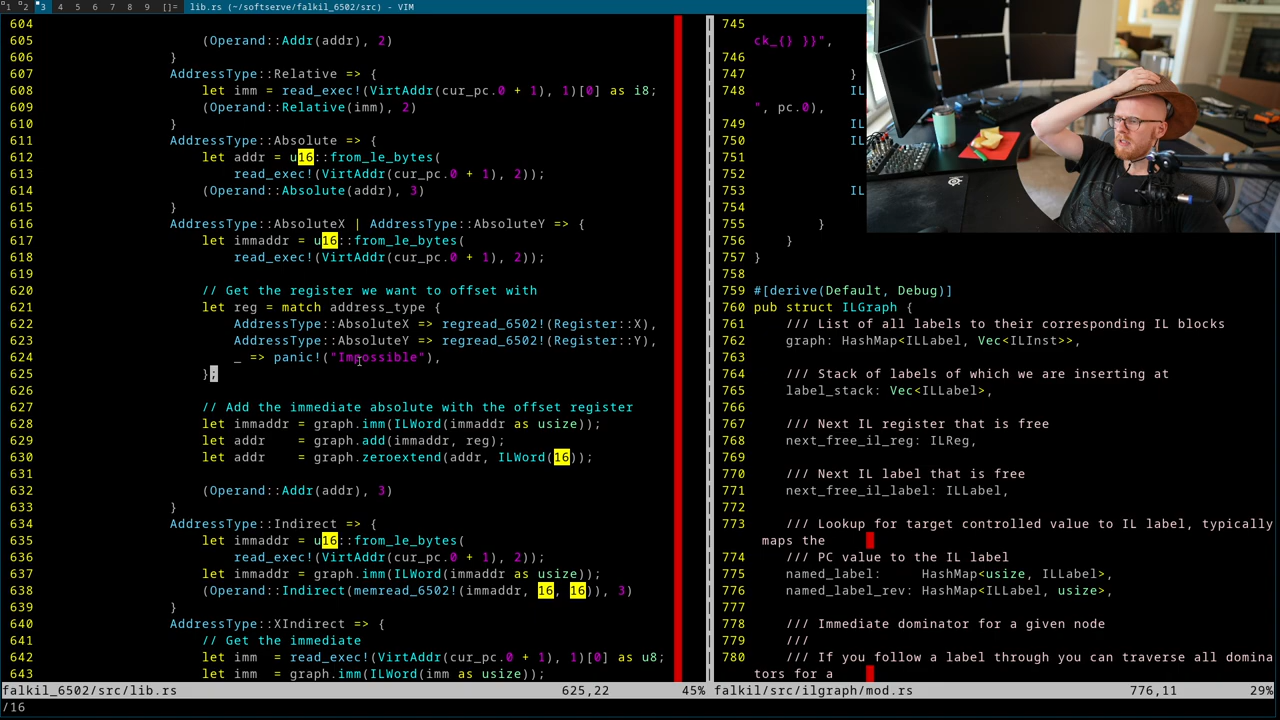 1 2 3 4 5 6 7 8 9 []= lib.rs (~/softserve/falkil_6502/src) - VIM
604
605 (Operand::Addr(addr), 2)
606 }
607 AddressType::Relative => {
608 let imm = read_exec!(VirtAddr(cur_pc.0 + 1), 1)[0] as i8;
609 (Operand::Relative(imm), 2)
610 }
611 AddressType::Absolute => {
612 let addr = u16::from_le_bytes(
613 read_exec!(VirtAddr(cur_pc.0 + 1), 2));
614 (Operand::Absolute(addr), 3)
615 }
616 AddressType::AbsoluteX | AddressType::AbsoluteY => {
617 let immaddr = u16::from_le_bytes(
618 read_exec!(VirtAddr(cur_pc.0 + 1), 2));
619
620 // Get the register we want to offset with
621 let reg = match address_type {
622 AddressType::AbsoluteX => regread_6502!(Register::X),
623 AddressType::AbsoluteY => regread_6502!(Register::Y),
624 _ => panic!("Impossible"),
625 };
626
627 // Add the immediate absolute with the offset register
628 let immaddr = graph.imm(ILWord(immaddr as usize));
629 let addr    = graph.add(immaddr, reg);
630 let addr    = graph.zeroextend(addr, ILWord(16));
631
632 (Operand::Addr(addr), 3)
633 }
634 AddressType::Indirect => {
635 let immaddr = u16::from_le_bytes(
636 read_exec!(VirtAddr(cur_pc.0 + 1), 2));
637 let immaddr = graph.imm(ILWord(immaddr as usize));
638 (Operand::Indirect(memread_6502!(immaddr, 16, 16)), 3)
639 }
640 AddressType::XIndirect => {
641 // Get the immediate
642 let imm  = read_exec!(VirtAddr(cur_pc.0 + 1), 1)[0] as u8;
643 let imm  = graph.imm(ILWord(imm as usize));
falkil_6502/src/lib.rs 625,22 45%
/16
745
ck_{} }}",
746
747 }
748 IL
", pc.0),
749 IL
750 IL
751
752
753 IL
754
755 }
756 }
757 }
758
759 #[derive(Default, Debug)]
760 pub struct ILGraph {
761 /// List of all labels to their corresponding IL blocks
762 graph: HashMap<ILLabel, Vec<ILInst>>,
763
764 /// Stack of labels of which we are inserting at
765 label_stack: Vec<ILLabel>,
766
767 /// Next IL register that is free
768 next_free_il_reg: ILReg,
769
770 /// Next IL label that is free
771 next_free_il_label: ILLabel,
772
773 /// Lookup for target controlled value to IL label, typically
maps the
774 /// PC value to the IL label
775 named_label:     HashMap<usize, ILLabel>,
776 named_label_rev: HashMap<ILLabel, usize>,
777
778 /// Immediate dominator for a given node
779 ///
780 /// If you follow a label through you can traverse all domina
tors for a
falkil/src/ilgraph/mod.rs 776,11 29%